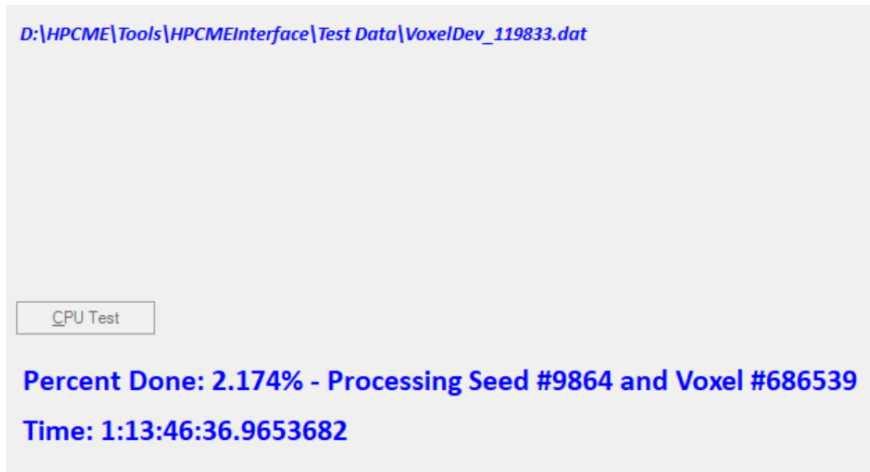 D:\HPCME\Tools\HPCMEInterface\Test Data\VoxelDev_119833.dat
CPU Test
Percent Done: 2.174% - Processing Seed #9864 and Voxel #686539
Time: 1:13:46:36.9653682